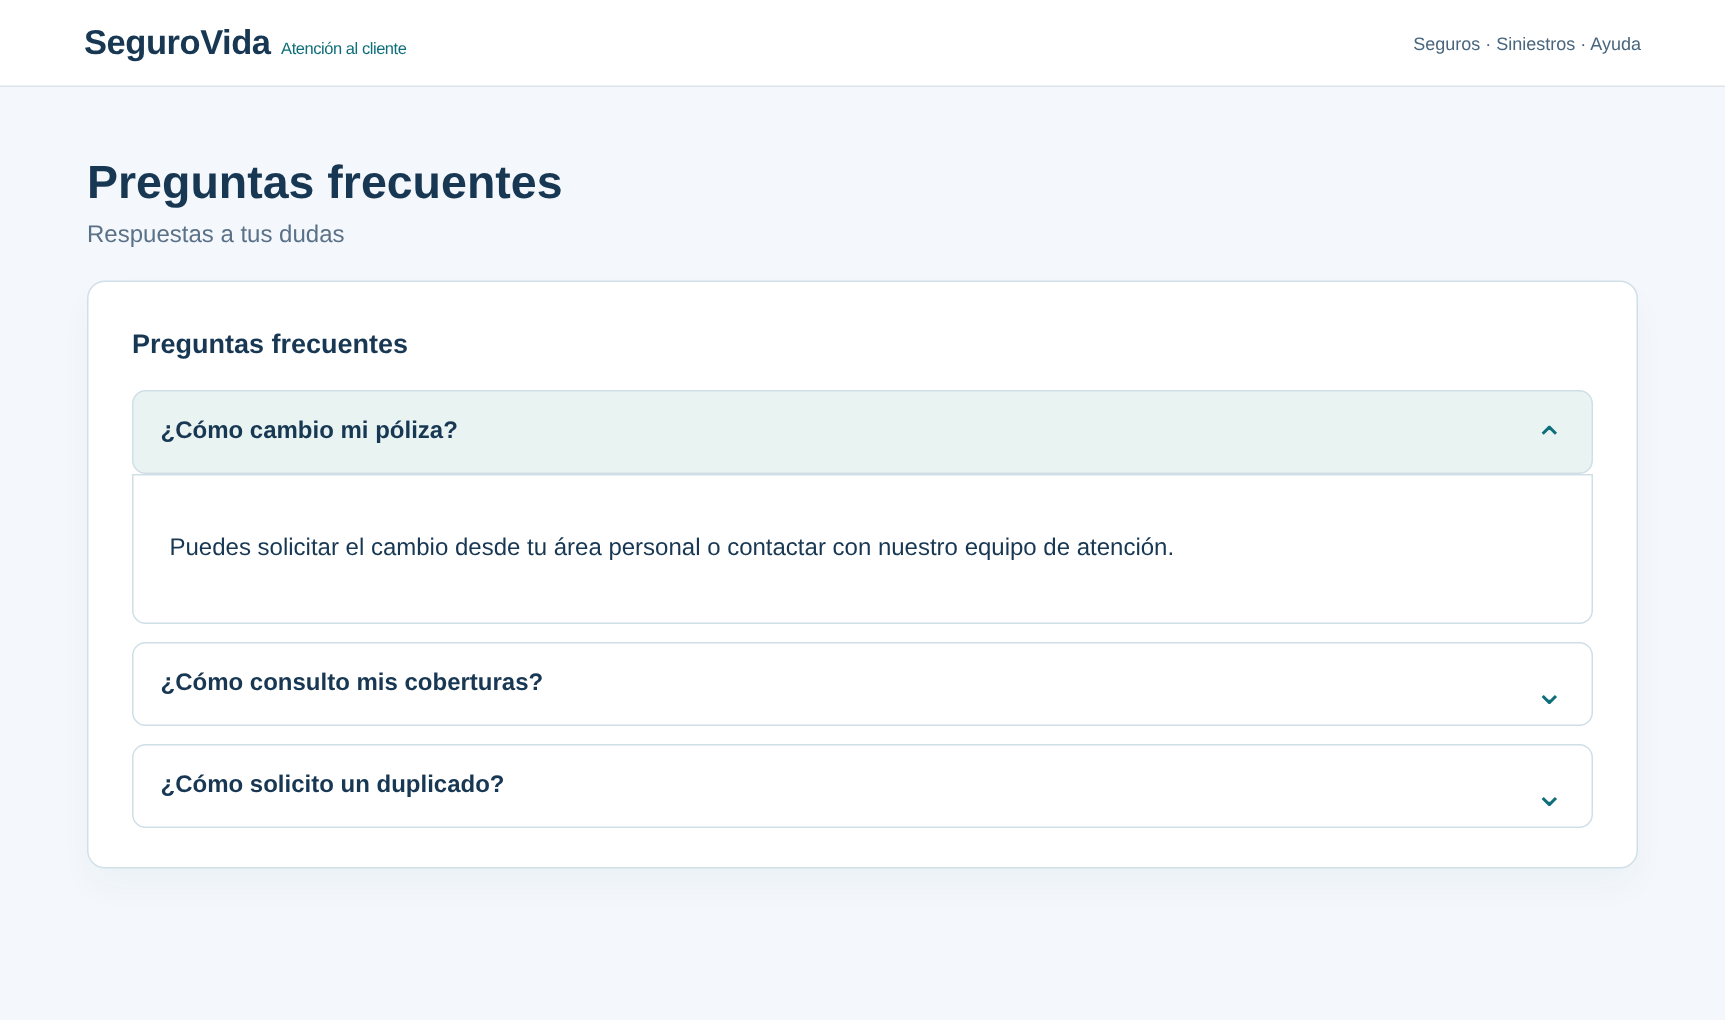 SeguroVida Atención al cliente
Seguros · Siniestros · Ayuda
Preguntas frecuentes
Respuestas a tus dudas
Preguntas frecuentes
¿Cómo cambio mi póliza?
Puedes solicitar el cambio desde tu área personal o contactar con nuestro equipo de atención.
¿Cómo consulto mis coberturas?
¿Cómo solicito un duplicado?